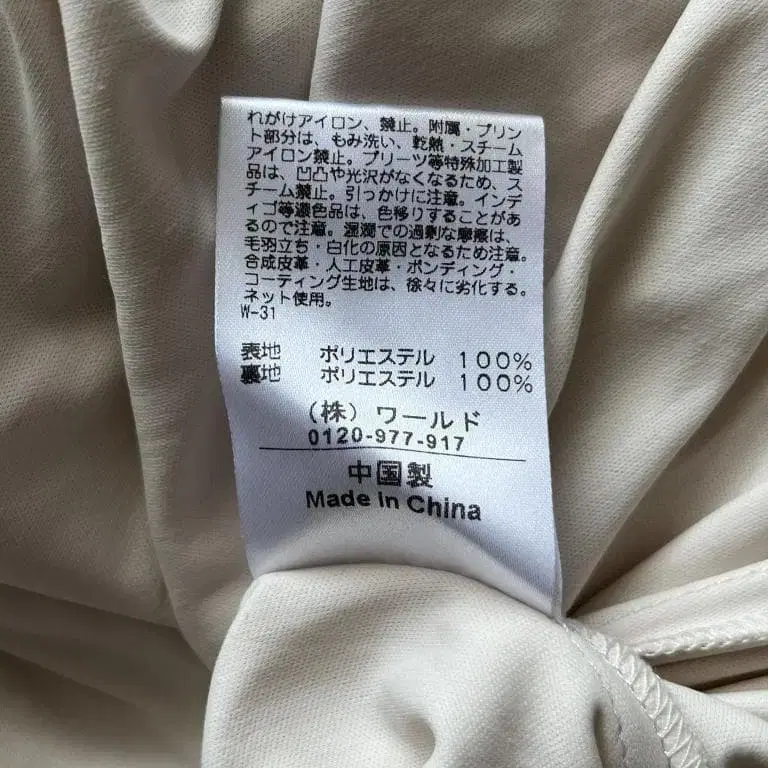 れがけアイロン、禁止。附属・プリン
ト部分は、もみ洗い、乾熱・スチーム
アイロン禁止。プリーツ等特殊加工製
品は、凹凸や光沢がなくなるため、ス
チーム禁止。引っかけに注意。インデ
ィゴ等濃色品は、色移りすることがあ
るので注意。湿潤での過剰な摩擦は、
毛羽立ち・白化の原因となるため注意。
合成皮革・人工皮革・ボンディング・
コーティング生地は、徐々に劣化する。
ネット使用。
W-31
表地 ポリエステル 100%
裏地 ポリエステル 100%
(株)ワールド
0120-977-917
中国製
Made in China